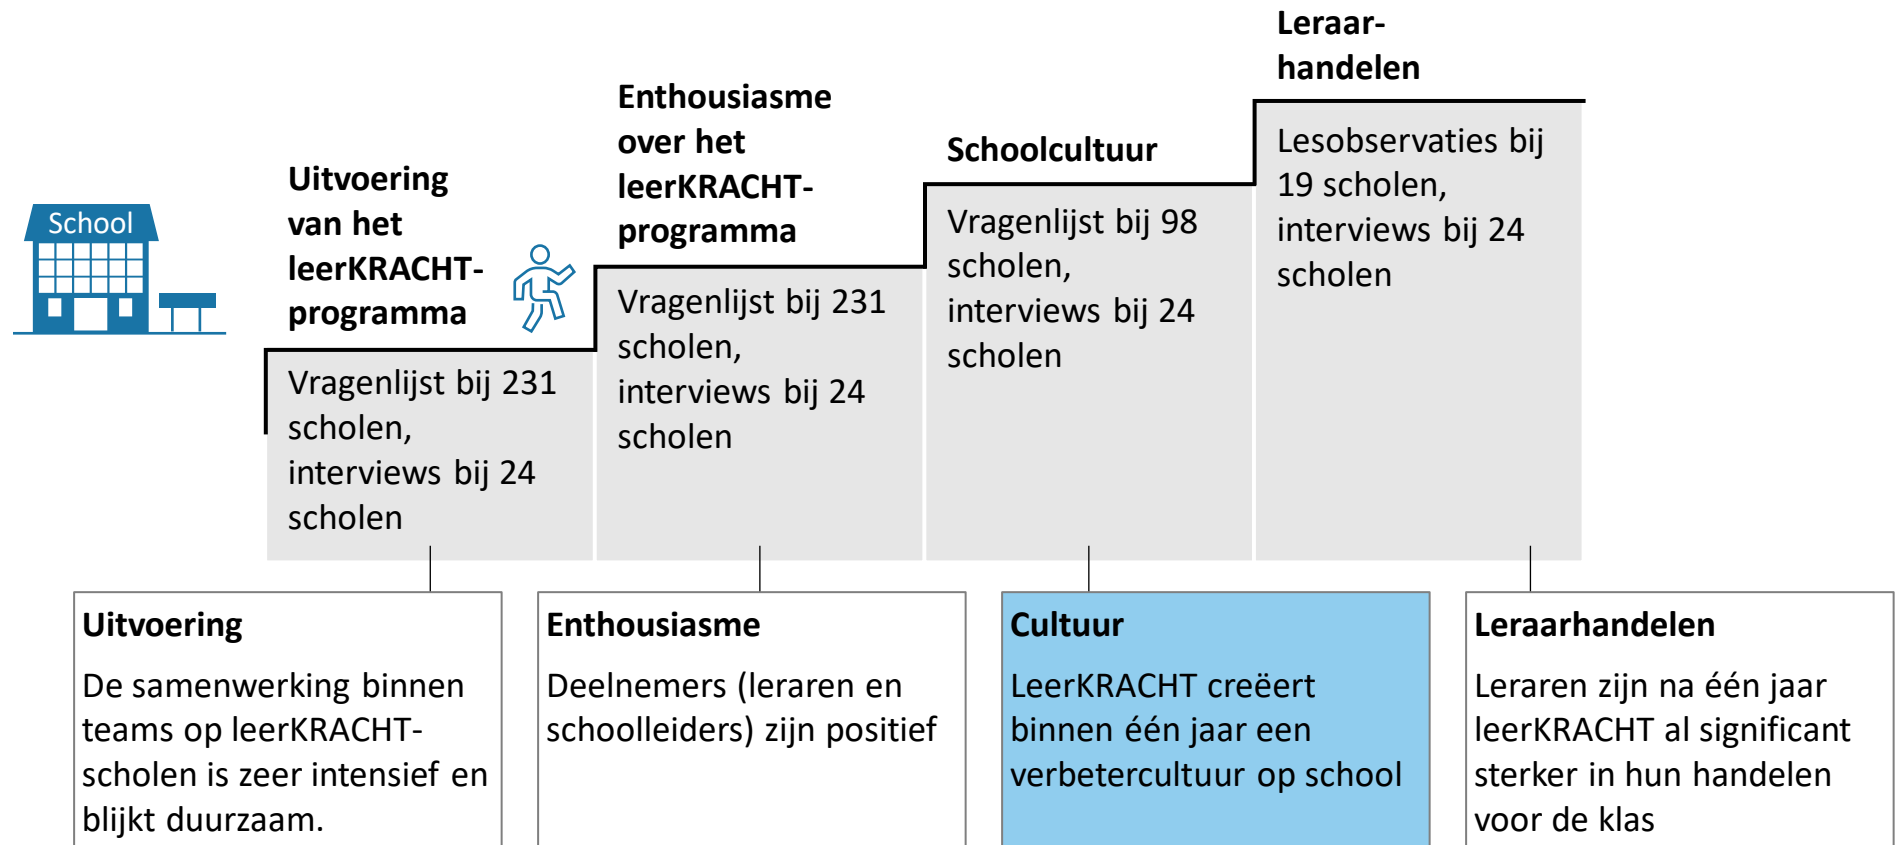 School
Uitvoering
van het
leerKRACHT-
programma
Vragenlijst bij 231
scholen,
interviews bij 24
scholen
Enthousiasme
over het
leerKRACHT-
programma
Vragenlijst bij 231
scholen,
interviews bij 24
scholen
Schoolcultuur
Vragenlijst bij 98
scholen,
interviews bij 24
scholen
Leraar-
handelen
Lesobservaties bij
19 scholen,
interviews bij 24
scholen
Uitvoering
De samenwerking binnen
teams op leerKRACHT-
scholen is zeer intensief en
blijkt duurzaam.
Enthousiasme
Deelnemers (leraren en
schoolleiders) zijn positief
Cultuur
LeerKRACHT creëert
binnen één jaar een
verbetercultuur op school
Leraarhandelen
Leraren zijn na één jaar
leerKRACHT al significant
sterker in hun handelen
voor de klas